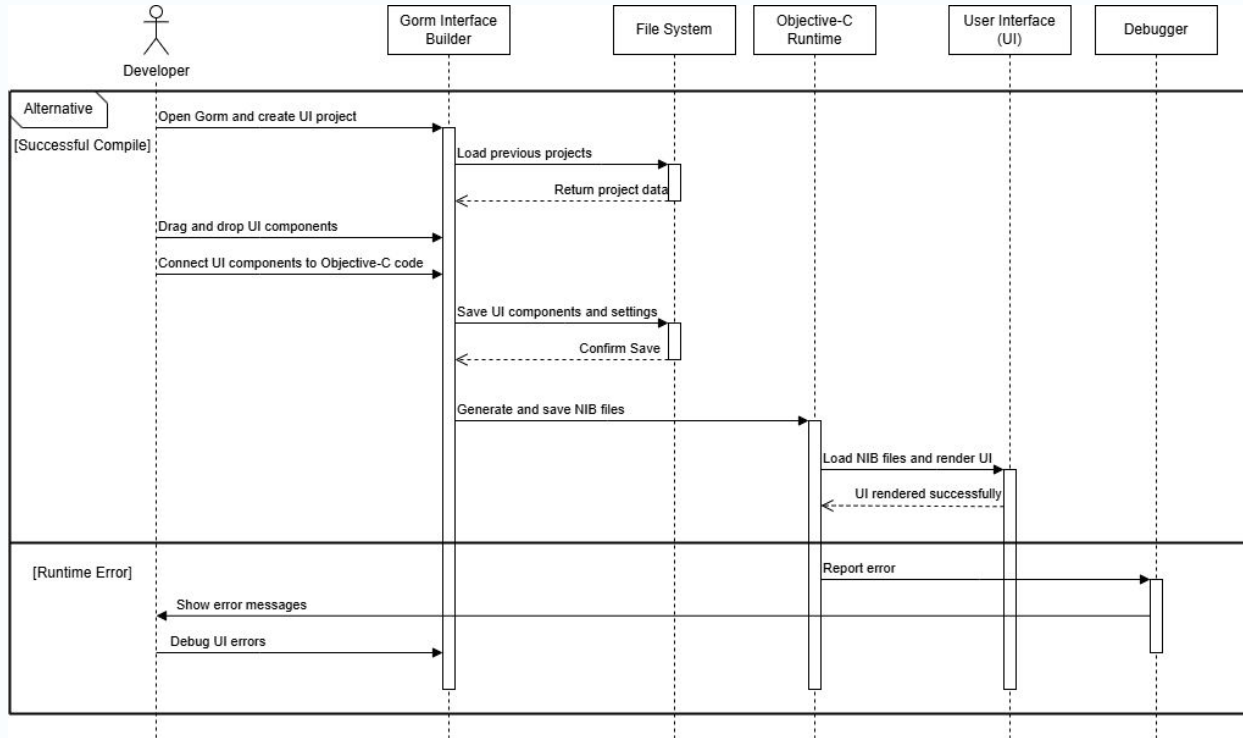 Gorm Interface
Builder
File System
Objective-C
Runtime
User Interface
(UI)
Debugger
Developer
Alternative
[Successful Compile]
Open Gorm and create UI project
Load previous projects
Return project data
Drag and drop UI components
Connect UI components to Objective-C code
Save UI components and settings
Confirm Save
Generate and save NIB files
Load NIB files and render UI
UI rendered successfully
[Runtime Error]
Report error
Show error messages
Debug UI errors